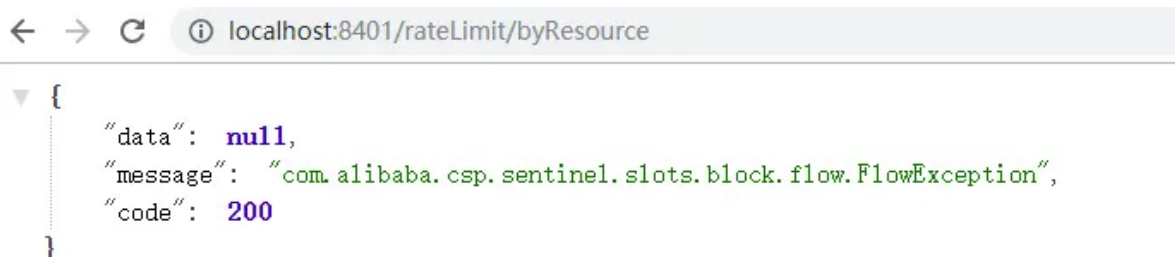 localhost:8401/rateLimit/byResource
{
"data": null,
"message": "com.alibaba.csp.sentinel.slots.block.flow.FlowException",
"code": 200
}